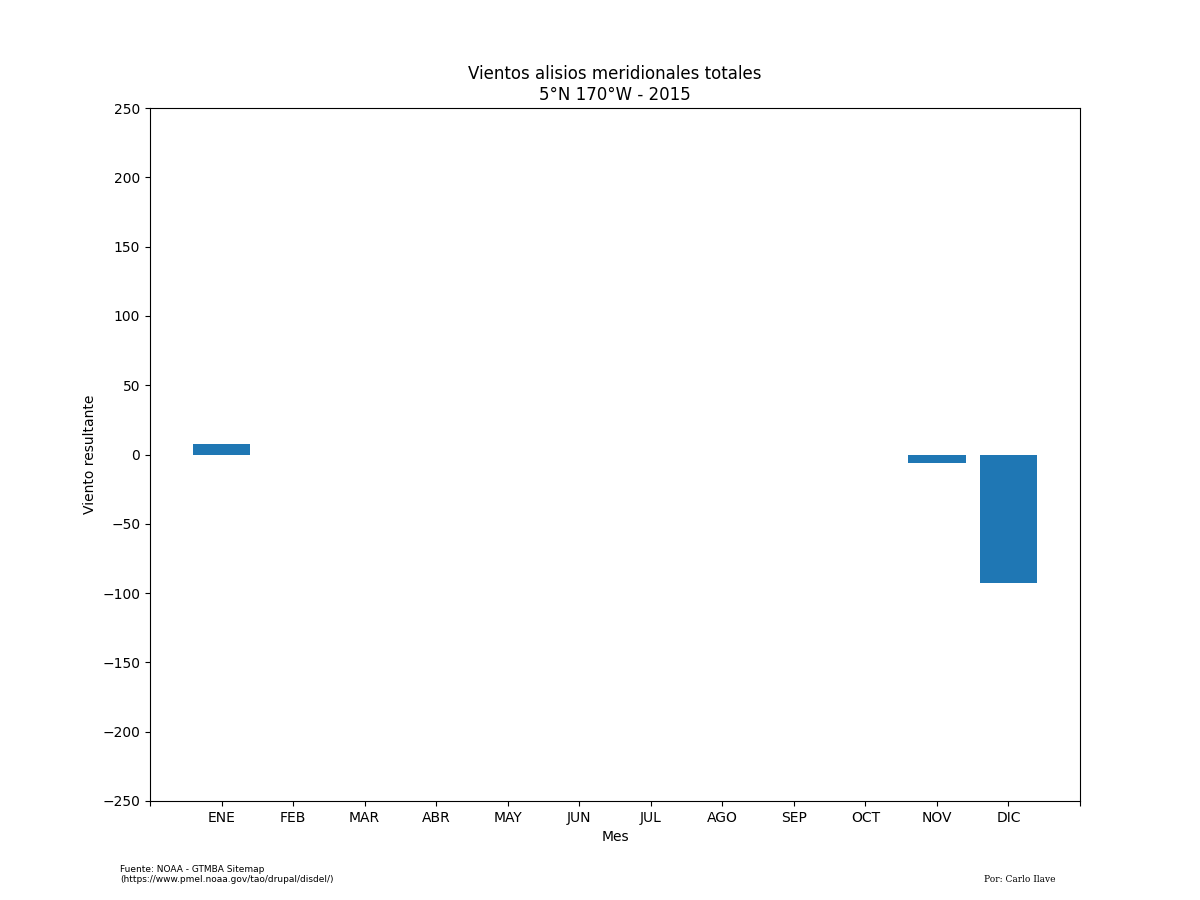 Vientos alisios meridionales totales
5°N 170°W - 2015
250
200
150
100
50
0
−50
−100
−150
−200
−250
Viento resultante
ENE FEB MAR ABR MAY JUN JUL AGO SEP OCT NOV DIC
Mes
Fuente: NOAA - GTMBA Sitemap
(https://www.pmel.noaa.gov/tao/drupal/disdel/)
Por: Carlo Ilave